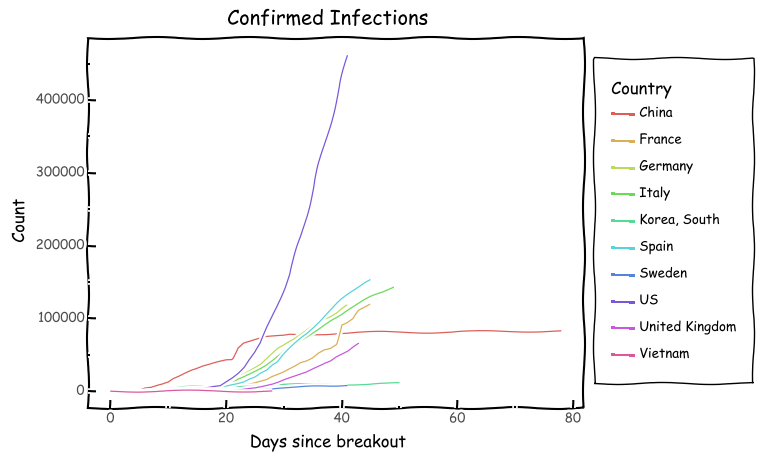 Confirmed Infections
Count
400000
300000
200000
100000
0
0 20 40 60 80
Days since breakout
Country
China
France
Germany
Italy
Korea, South
Spain
Sweden
US
United Kingdom
Vietnam